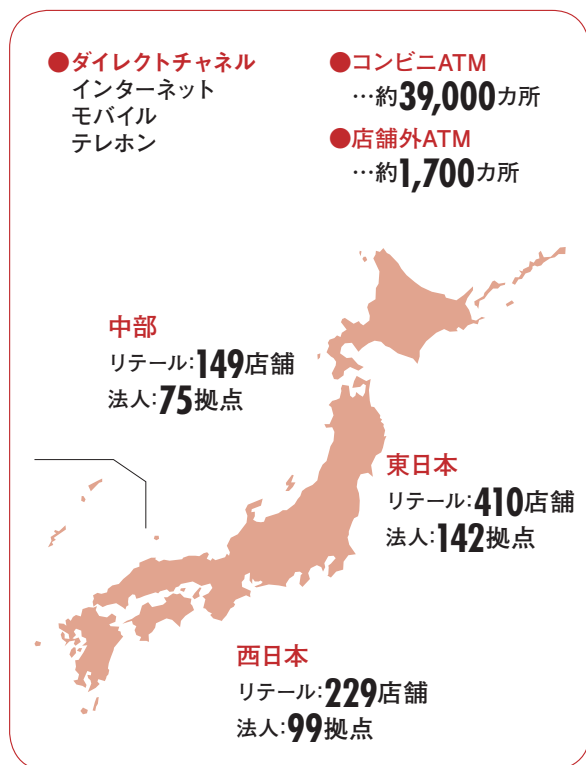 ●ダイレクトチャネル
インターネット
モバイル
テレホン
●コンビニATM
…約39,000カ所
●店舗外ATM
…約1,700カ所
中部
リテール:149店舗
法人:75拠点
東日本
リテール:410店舗
法人:142拠点
西日本
リテール:229店舗
法人:99拠点